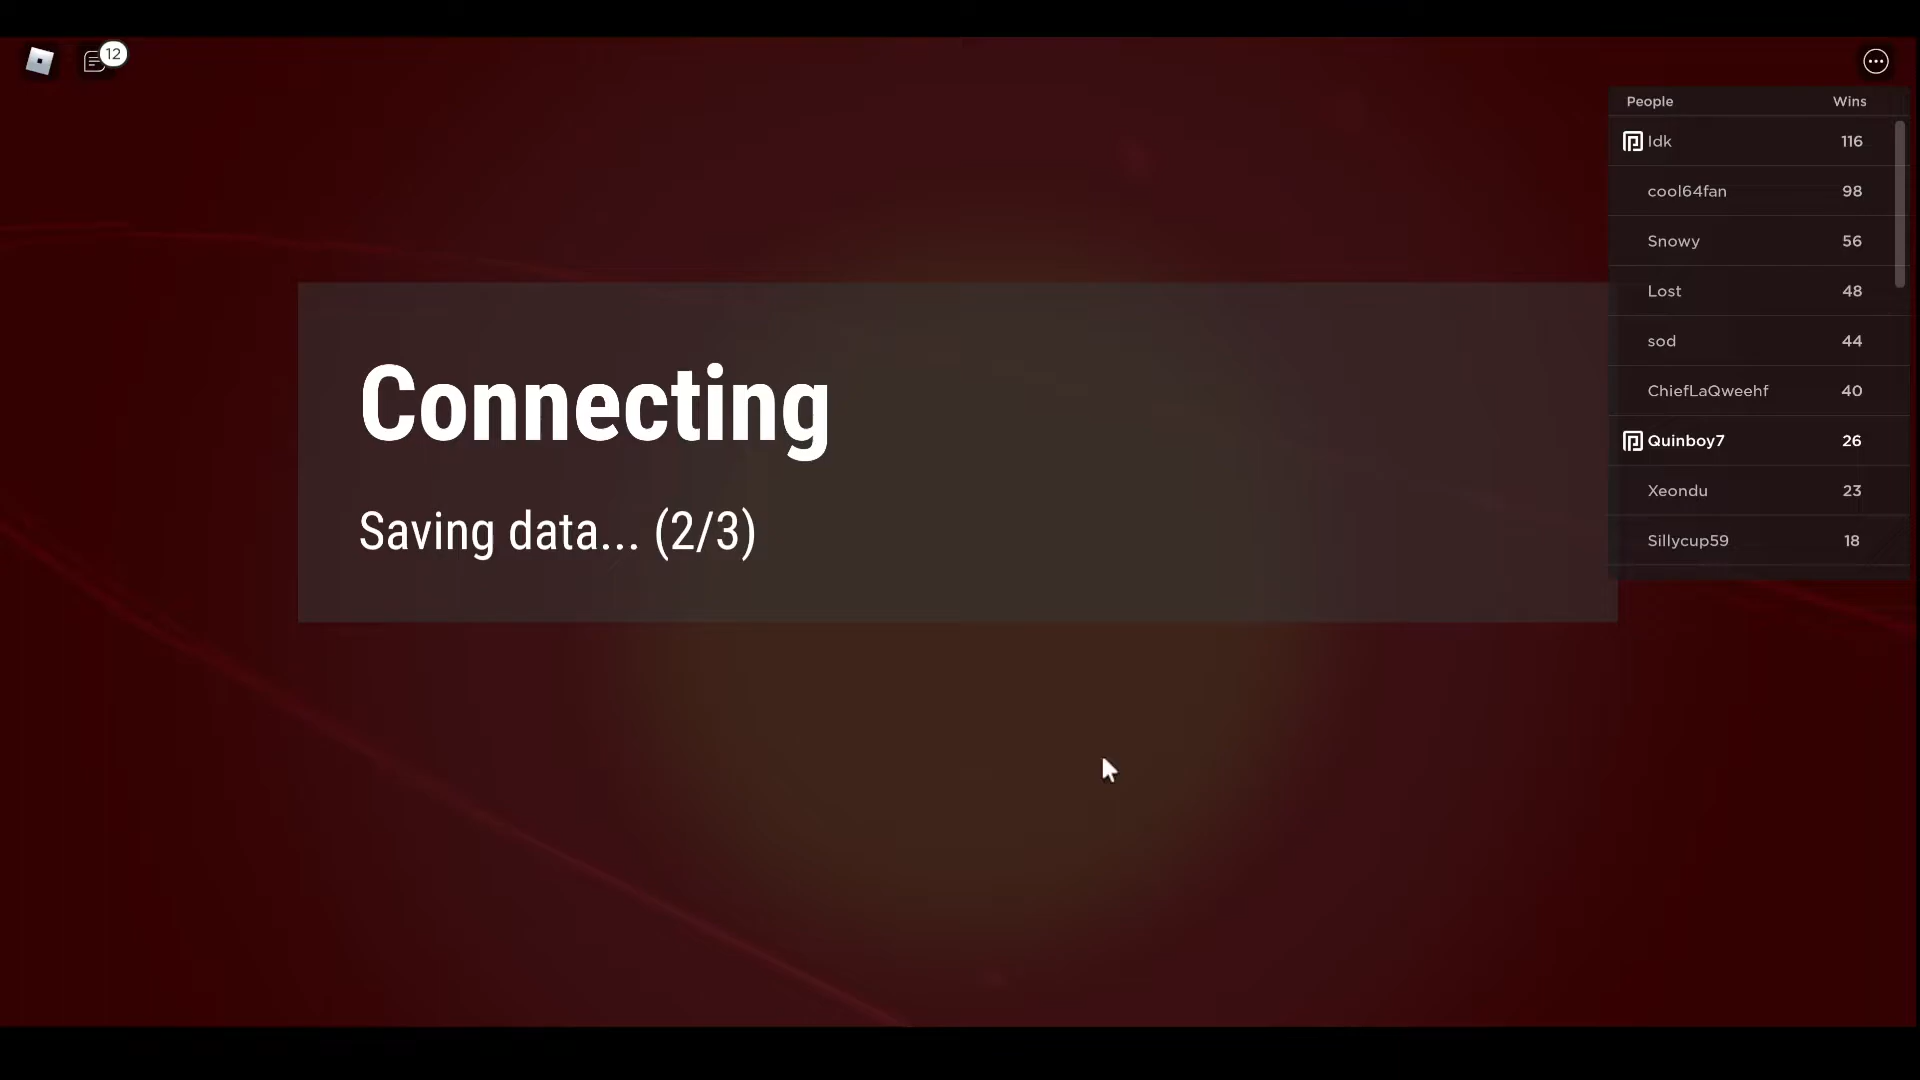 12
People Wins
Idk 116
cool64fan 98
Snowy 56
Lost 48
sod 44
ChiefLaQweehf 40
Quinboy7 26
Xeondu 23
Sillycup59 18
Connecting
Saving data... (2/3)